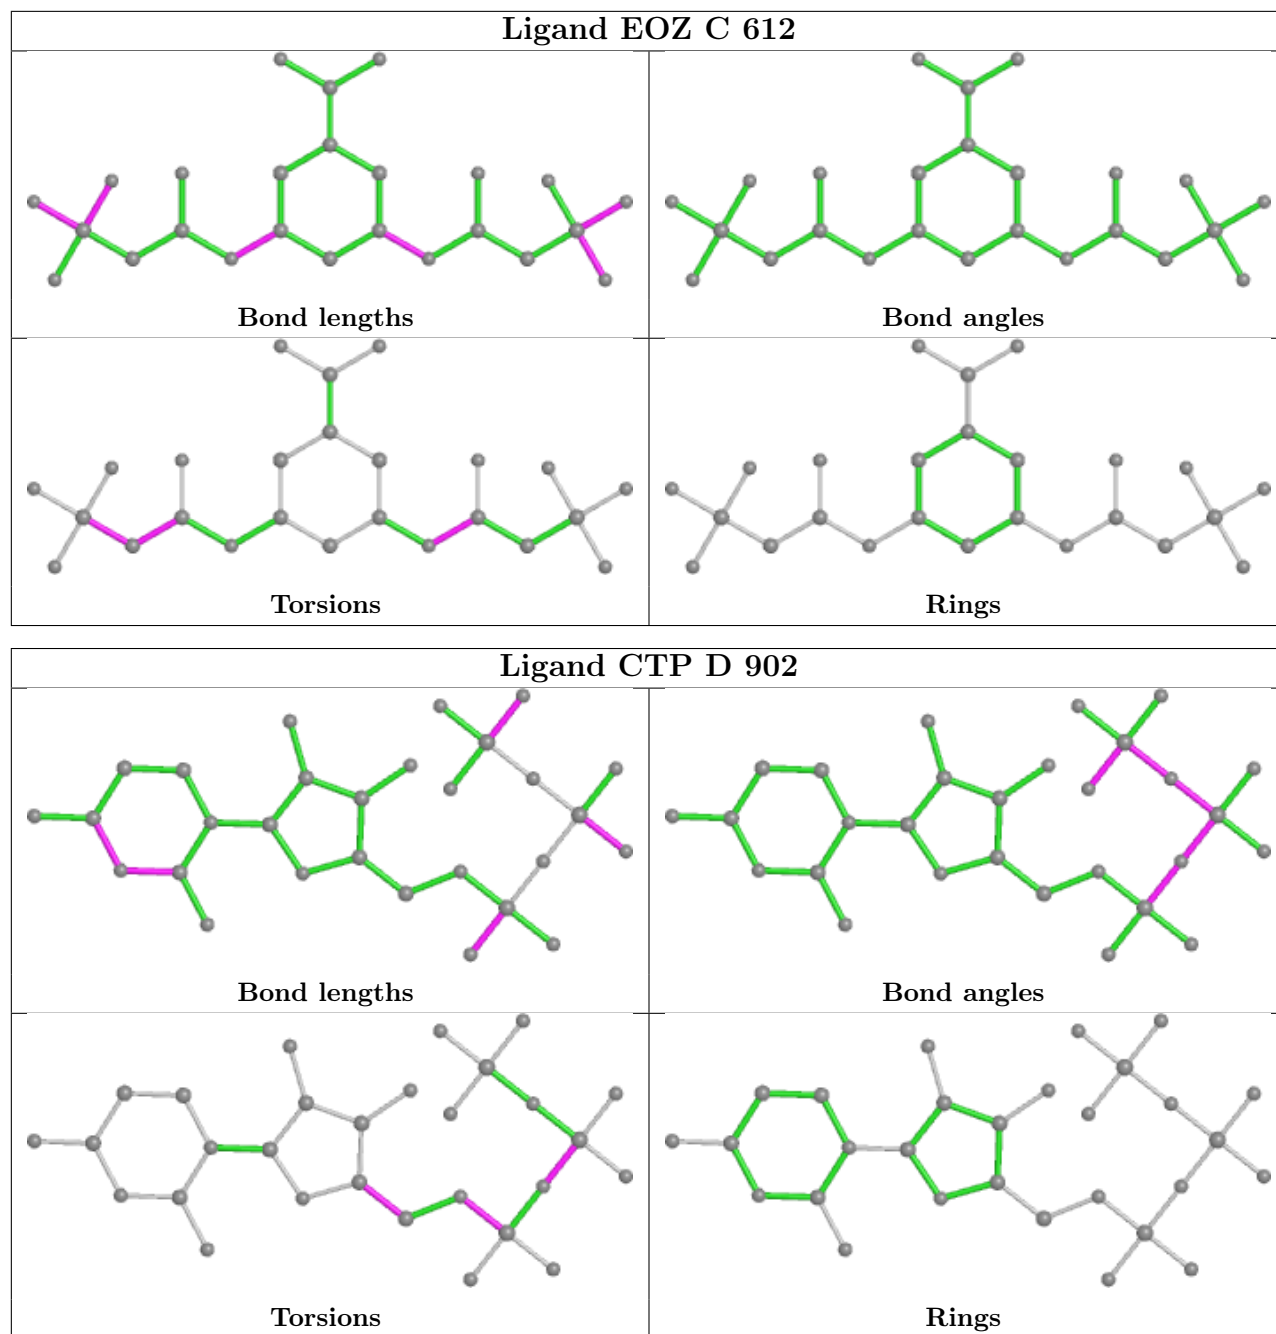 Ligand EOZ C 612
Bond lengths
Bond angles
Torsions
Rings
Ligand CTP D 902
Bond lengths
Bond angles
Torsions
Rings